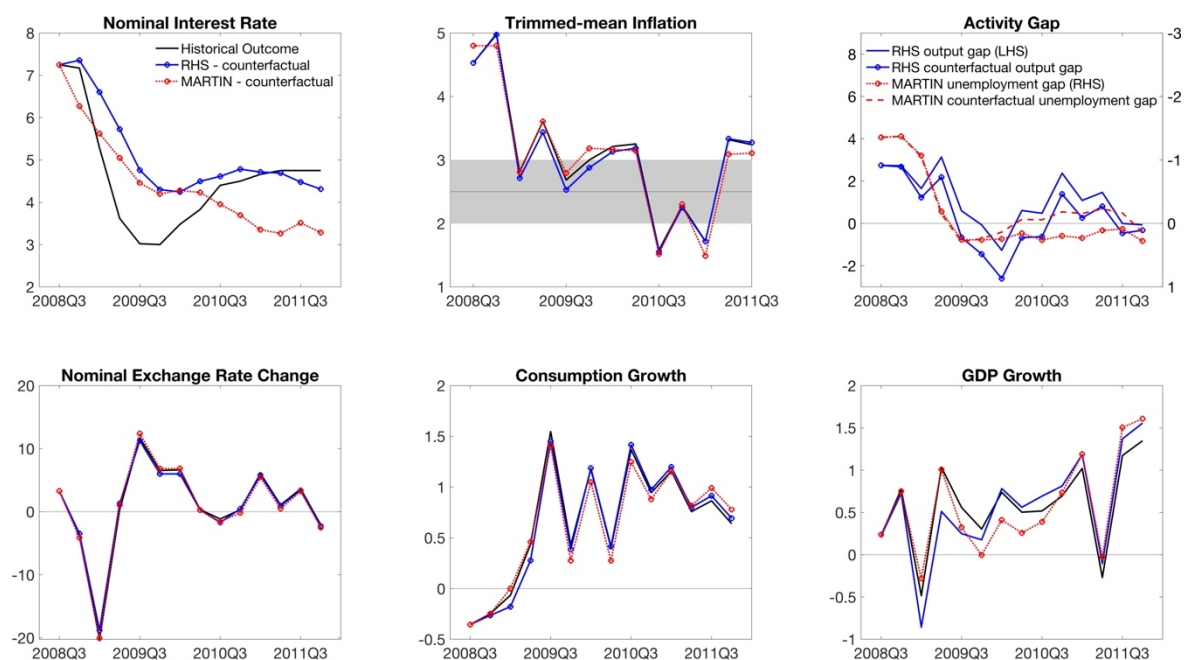 Nominal Interest Rate
8
7
6
5
4
3
2
Historical Outcome
RHS - counterfactual
MARTIN - counterfactual
2008Q3 2009Q3 2010Q3 2011Q3
Trimmed-mean Inflation
5
4
3
2
1
2008Q3 2009Q3 2010Q3 2011Q3
Activity Gap
8
6
4
2
0
-2
RHS output gap (LHS)
RHS counterfactual output gap
MARTIN unemployment gap (RHS)
MARTIN counterfactual unemployment gap
-3
-2
-1
0
1
2008Q3 2009Q3 2010Q3 2011Q3
Nominal Exchange Rate Change
20
10
0
-10
-20
2008Q3 2009Q3 2010Q3 2011Q3
Consumption Growth
2
1.5
1
0.5
0
-0.5
2008Q3 2009Q3 2010Q3 2011Q3
GDP Growth
2
1.5
1
0.5
0
-0.5
-1
2008Q3 2009Q3 2010Q3 2011Q3